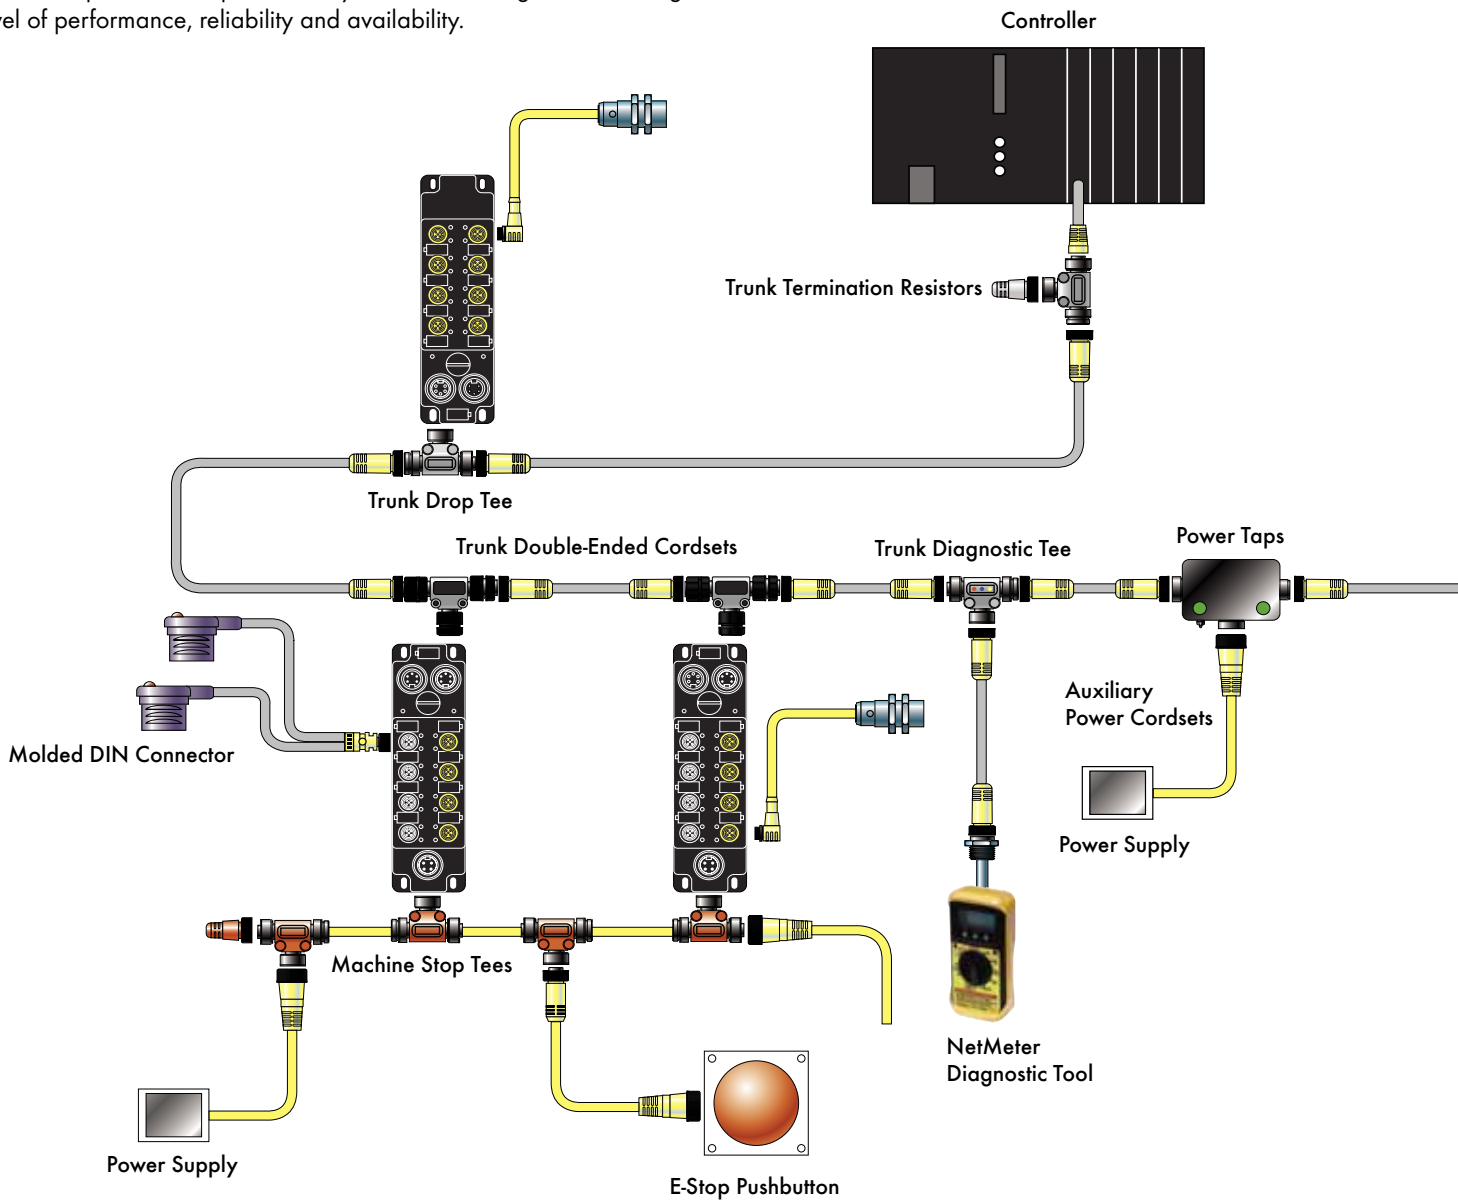 vel of performance, reliability and availability.
Controller
Trunk Termination Resistors
Trunk Drop Tee
Trunk Double-Ended Cordsets
Trunk Diagnostic Tee
Power Taps
Molded DIN Connector
Auxiliary
Power Cordsets
Power Supply
Machine Stop Tees
NetMeter
Diagnostic Tool
Power Supply
E-Stop Pushbutton